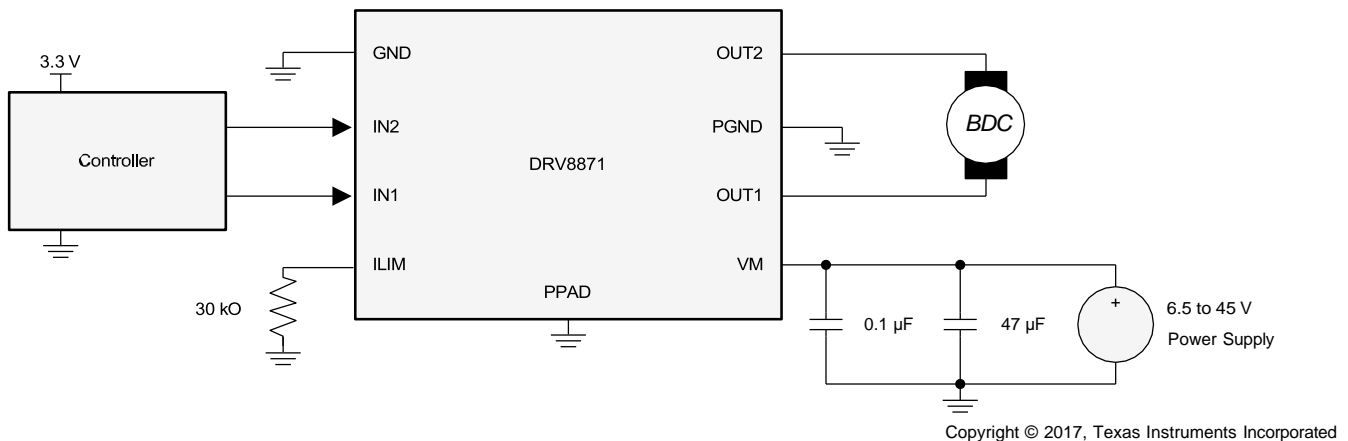 3.3 V
Controller
GND
IN2
IN1
ILIM
DRV8871
PPAD
OUT2
PGND
OUT1
VM
BDC
30 kO
0.1 µF
47 µF
+
6.5 to 45 V
Power Supply
Copyright © 2017, Texas Instruments Incorporated